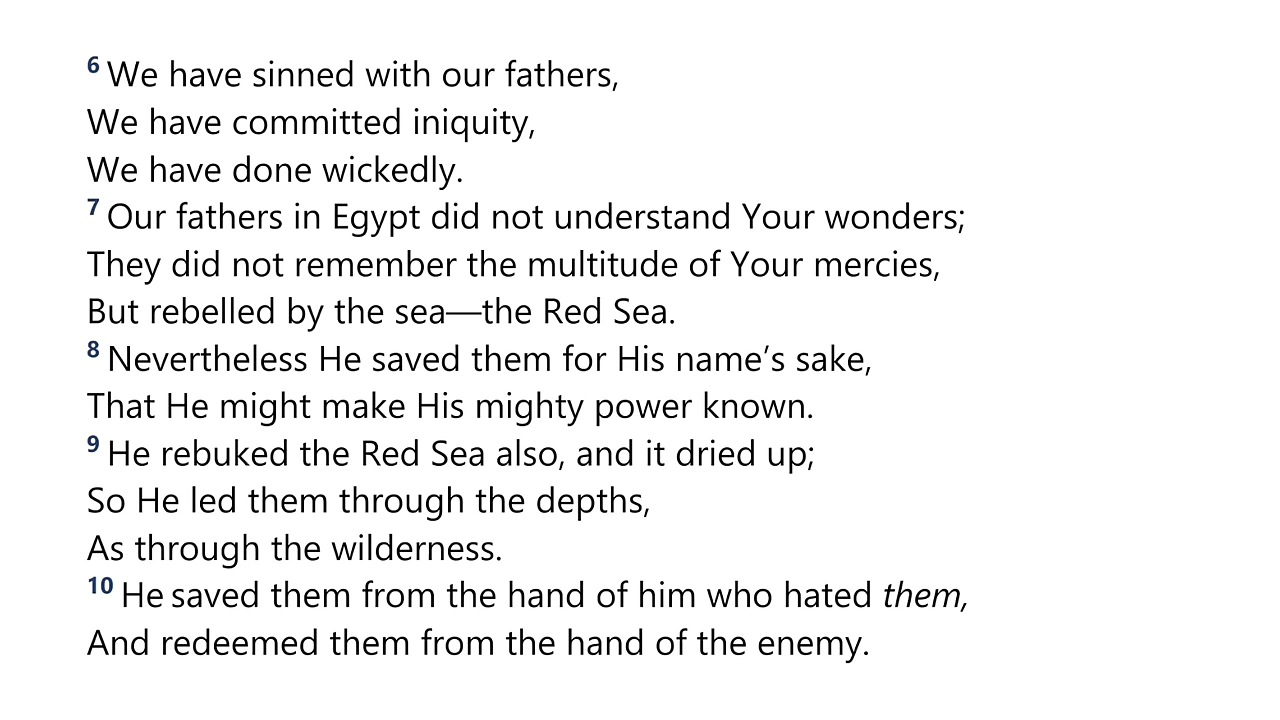 6 We have sinned with our fathers,
We have committed iniquity,
We have done wickedly.
7 Our fathers in Egypt did not understand Your wonders;
They did not remember the multitude of Your mercies,
But rebelled by the sea—the Red Sea.
8 Nevertheless He saved them for His name’s sake,
That He might make His mighty power known.
9 He rebuked the Red Sea also, and it dried up;
So He led them through the depths,
As through the wilderness.
10 He saved them from the hand of him who hated them,
And redeemed them from the hand of the enemy.